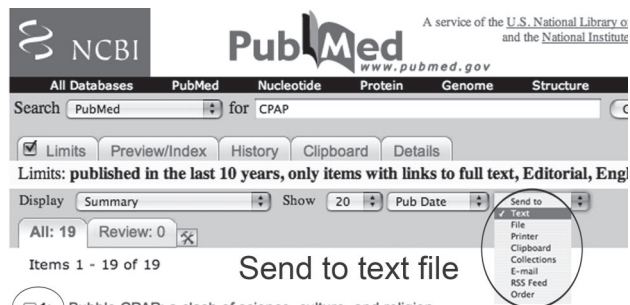 NCBI
PubMed
www.pubmed.gov
A service of the U.S. National Library
and the National Institute
All Databases PubMed Nucleotide Protein Genome Structure
Search PubMed for CPAP
Limits Preview/Index History Clipboard Details
Limits: published in the last 10 years, only items with links to full text, Editorial,
Display Summary Show 20 Pub Date Send to
✓ Text
File
Printer
Clipboard
Collections
E-mail
RSS Feed
Order
All: 19 Review: 0
Items 1 - 19 of 19
Send to text file
Bubble CPAP: a clash of science, culture, and religion